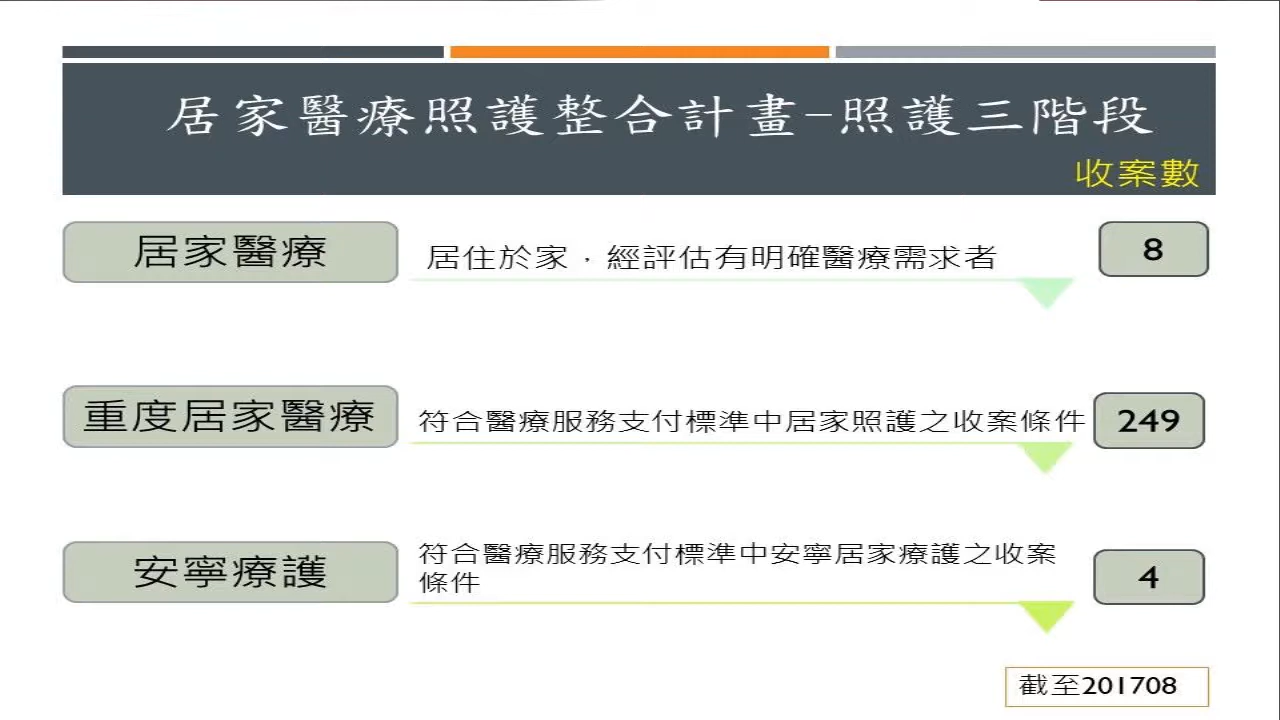 居家醫療照護整合計畫-照護三階段
收案數
居家醫療
居住於家，經評估有明確醫療需求者
8
重度居家醫療
符合醫療服務支付標準中居家照護之收案條件
249
安寧療護
符合醫療服務支付標準中安寧居家療護之收案
條件
4
截至201708